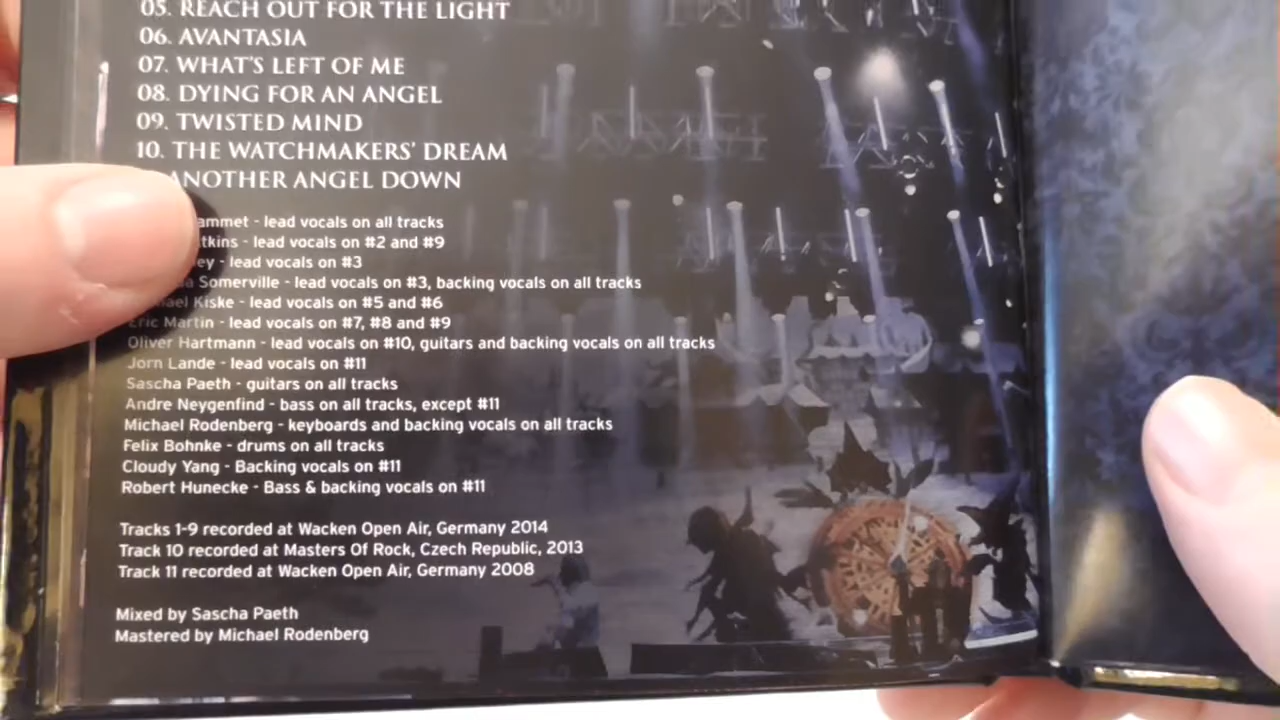 05. REACH OUT FOR THE LIGHT
06. AVANTASIA
07. WHAT'S LEFT OF ME
08. DYING FOR AN ANGEL
09. TWISTED MIND
10. THE WATCHMAKERS' DREAM
ANOTHER ANGEL DOWN
ammet - lead vocals on all tracks
tkins - lead vocals on #2 and #9
ey - lead vocals on #3
a Somerville - lead vocals on #3, backing vocals on all tracks
ael Kiske - lead vocals on #5 and #6
Eric Martin - lead vocals on #7, #8 and #9
Oliver Hartmann - lead vocals on #10, guitars and backing vocals on all tracks
Jorn Lande - lead vocals on #11
Sascha Paeth - guitars on all tracks
Andre Neygenfind - bass on all tracks, except #11
Michael Rodenberg - keyboards and backing vocals on all tracks
Felix Bohnke - drums on all tracks
Cloudy Yang - Backing vocals on #11
Robert Hunecke - Bass & backing vocals on #11
Tracks 1-9 recorded at Wacken Open Air, Germany 2014
Track 10 recorded at Masters Of Rock, Czech Republic, 2013
Track 11 recorded at Wacken Open Air, Germany 2008
Mixed by Sascha Paeth
Mastered by Michael Rodenberg